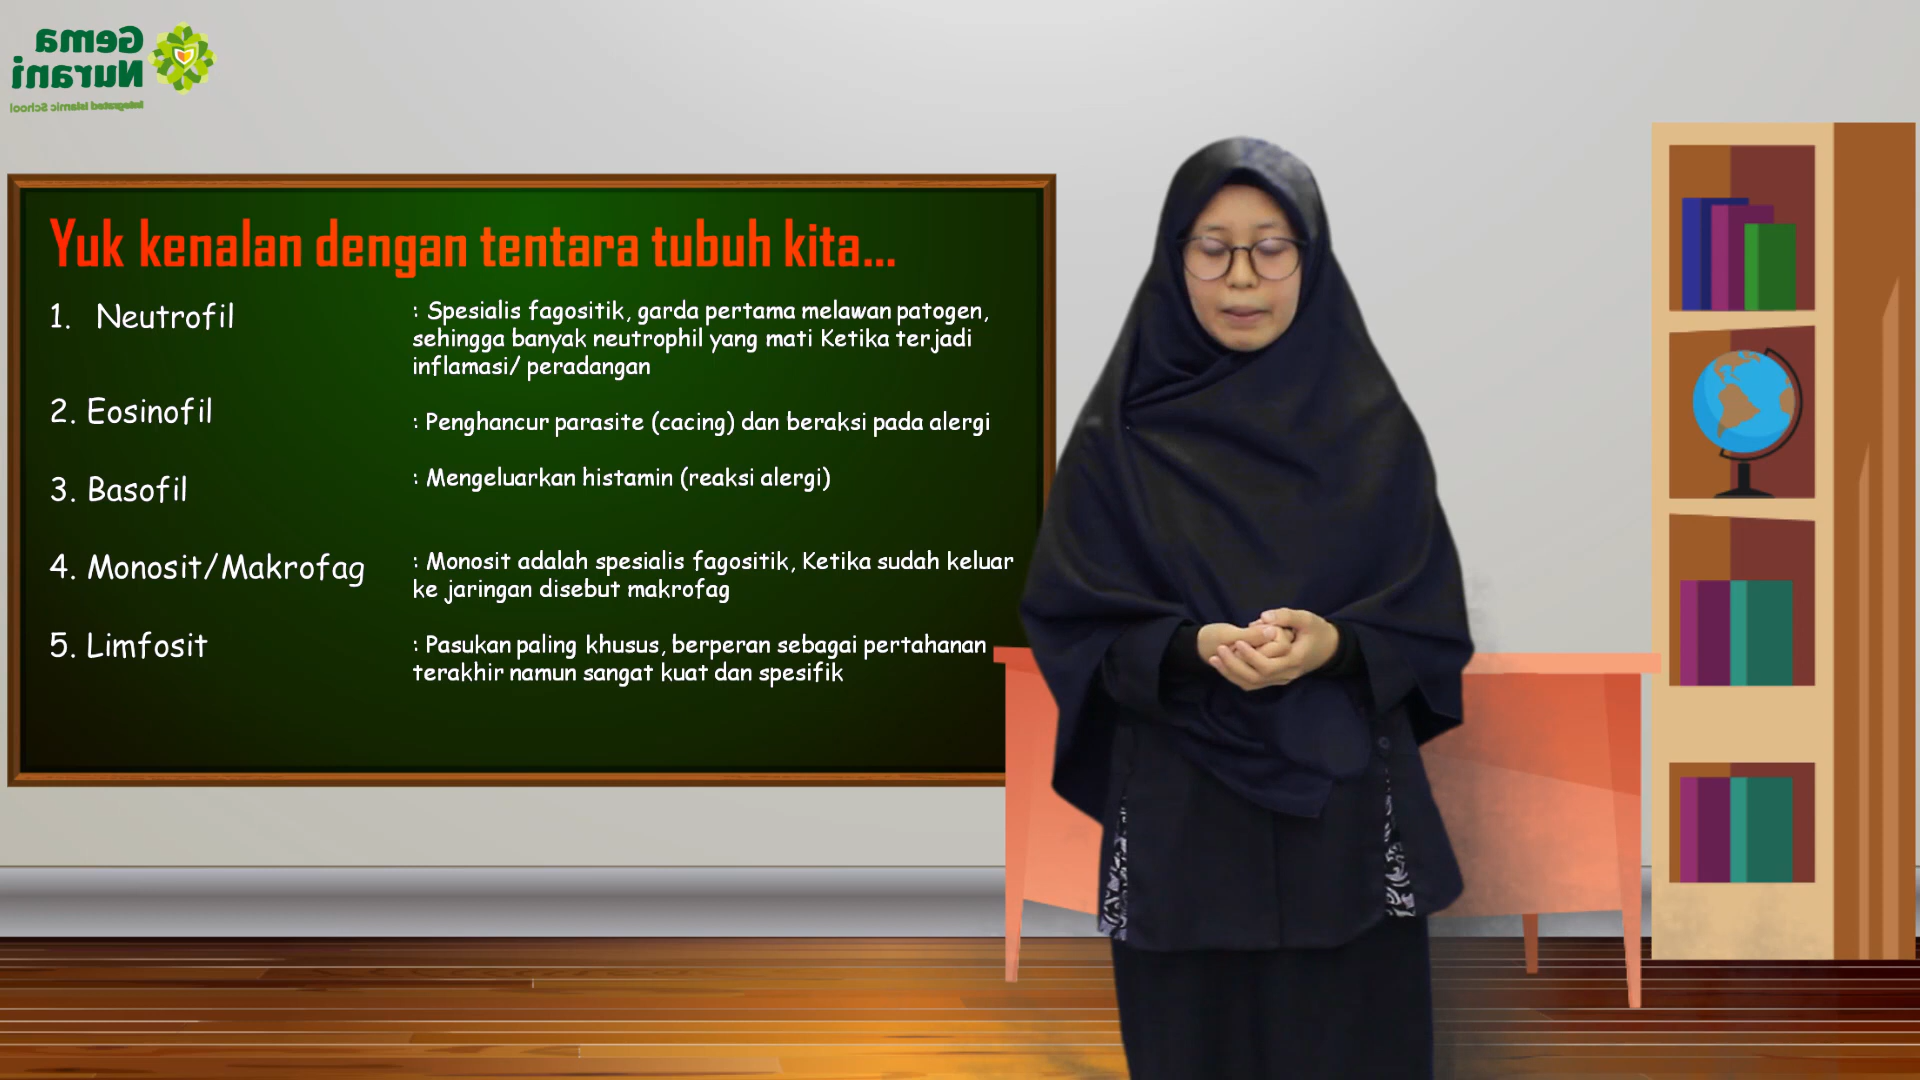 Gema
Nurani
Integrated Islamic School
Yuk kenalan dengan tentara tubuh kita...
1. Neutrofil
: Spesialis fagositik, garda pertama melawan patogen,
sehingga banyak neutrophil yang mati Ketika terjadi
inflamasi/ peradangan
2. Eosinofil
: Penghancur parasite (cacing) dan beraksi pada alergi
3. Basofil
: Mengeluarkan histamin (reaksi alergi)
4. Monosit/Makrofag
: Monosit adalah spesialis fagositik, Ketika sudah keluar
ke jaringan disebut makrofag
5. Limfosit
: Pasukan paling khusus, berperan sebagai pertahanan
terakhir namun sangat kuat dan spesifik